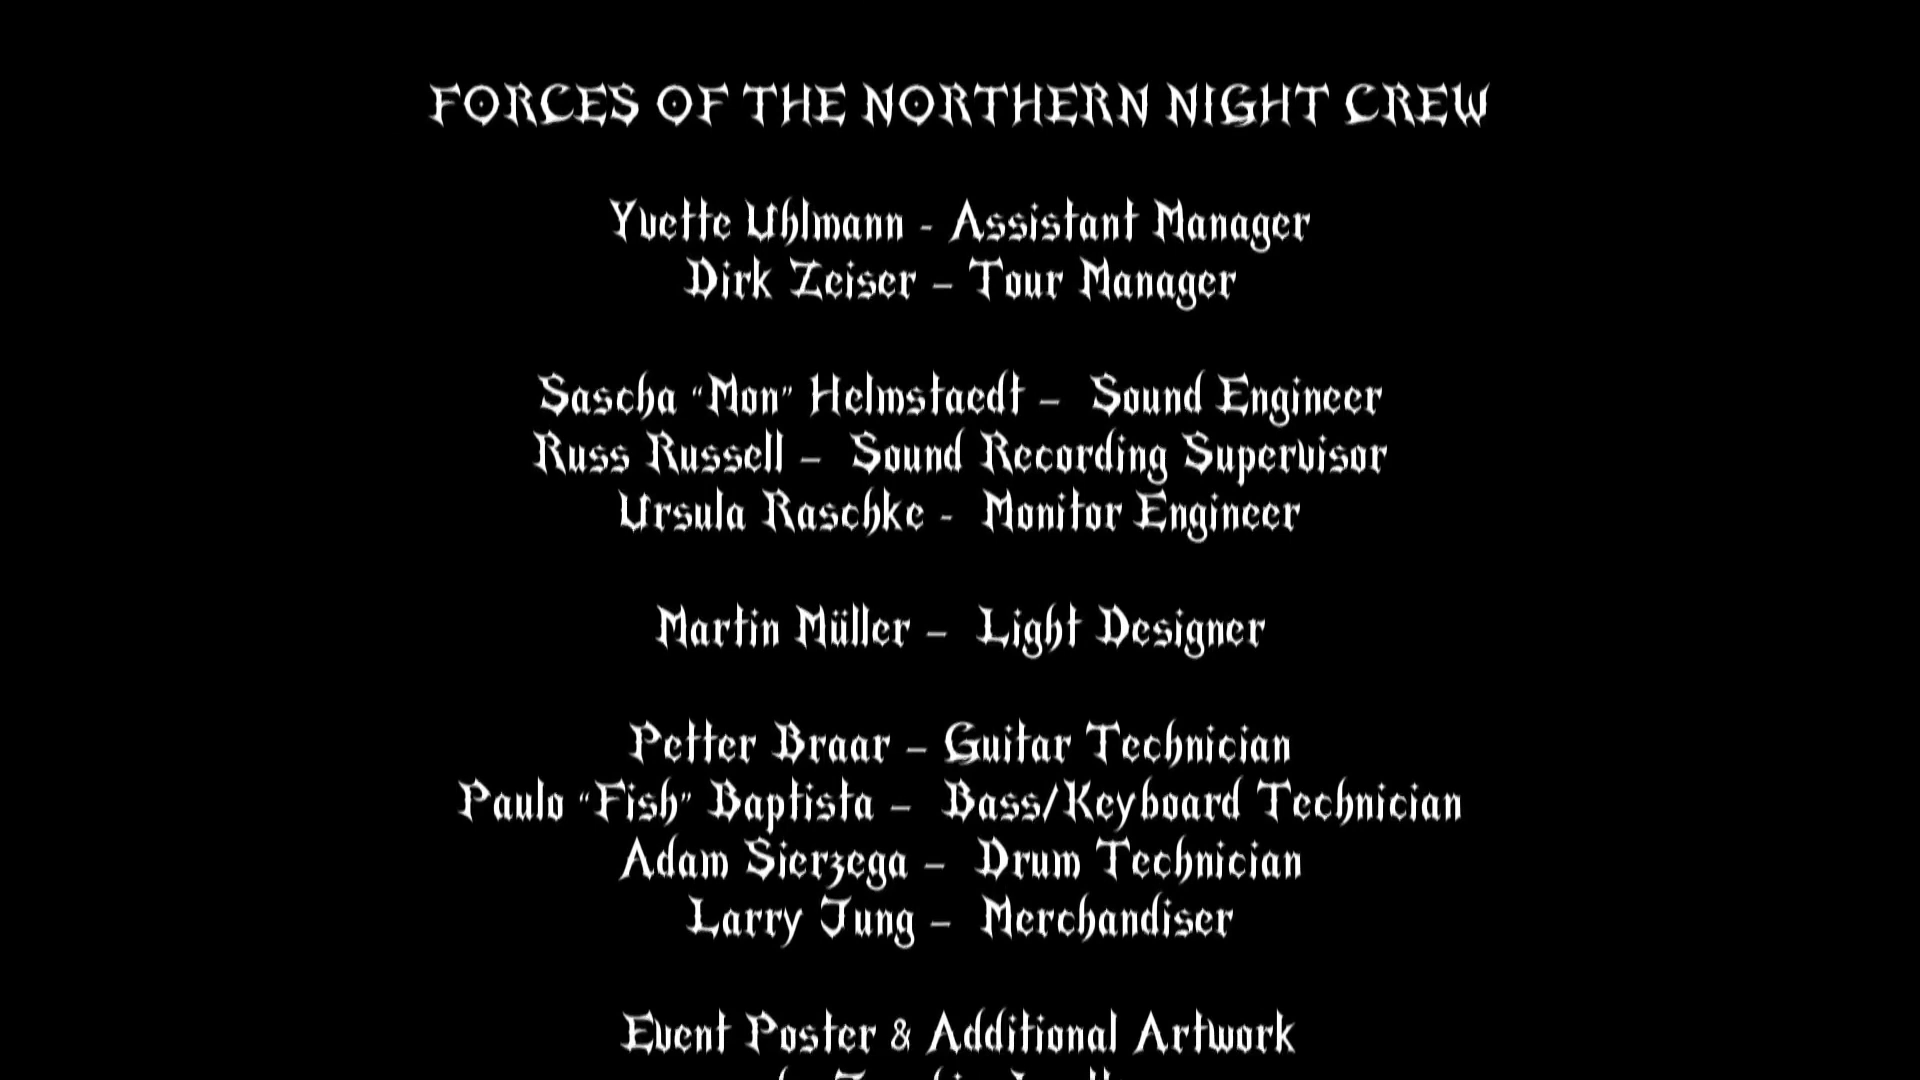 FORCES OF THE NORTHERN NIGHT CREW
Yvette Uhlmann - Assistant Manager
Dirk Zeiser – Tour Manager
Sascha "Mon" Helmstaedt – Sound Engineer
Russ Russell – Sound Recording Supervisor
Ursula Raschke - Monitor Engineer
Martin Müller – Light Designer
Petter Braar – Guitar Technician
Paulo "Fish" Baptista – Bass/Keyboard Technician
Adam Sierzega – Drum Technician
Larry Jung – Merchandiser
Event Poster & Additional Artwork